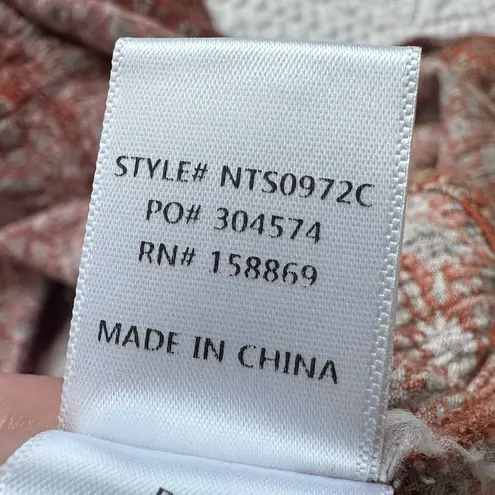 STYLE# NTS0972C
PO# 304574
RN# 158869
MADE IN CHINA